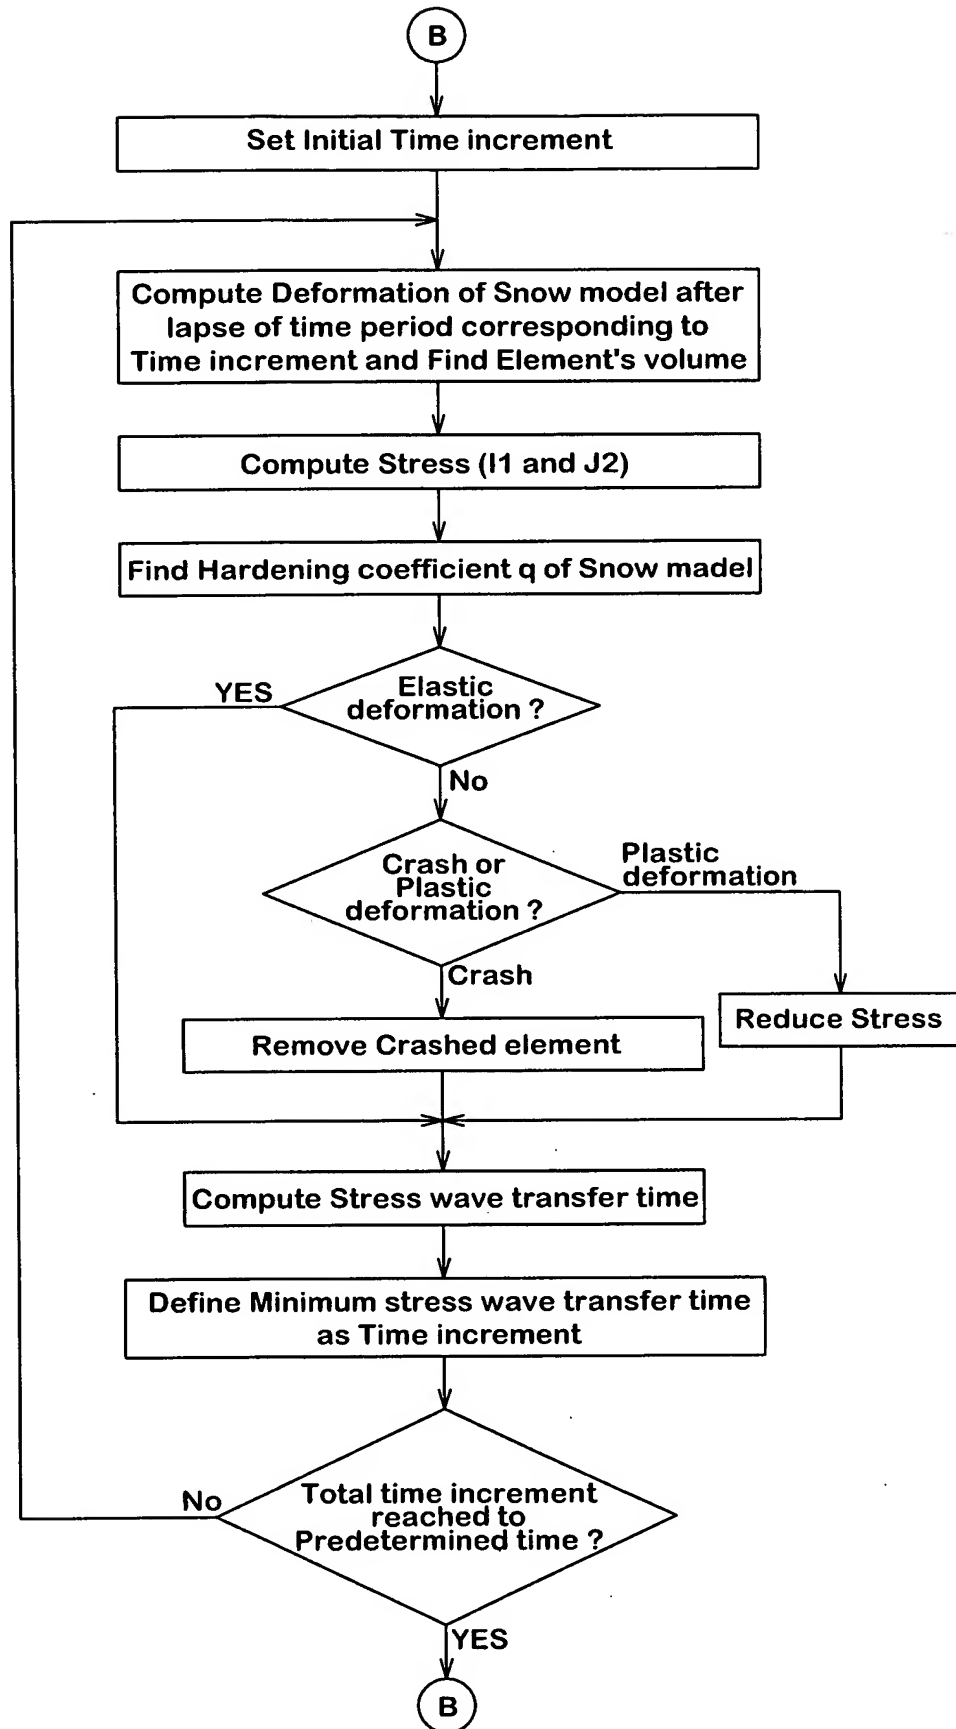 B
Set Initial Time increment
Compute Deformation of Snow model after
lapse of time period corresponding to
Time increment and Find Element's volume
Compute Stress (I1 and J2)
Find Hardening coefficient q of Snow madel
YES
Elastic
deformation ?
No
Crash or
Plastic
deformation ?
Plastic
deformation
Crash
Reduce Stress
Remove Crashed element
Compute Stress wave transfer time
Define Minimum stress wave transfer time
as Time increment
No
Total time increment
reached to
Predetermined time ?
YES
B